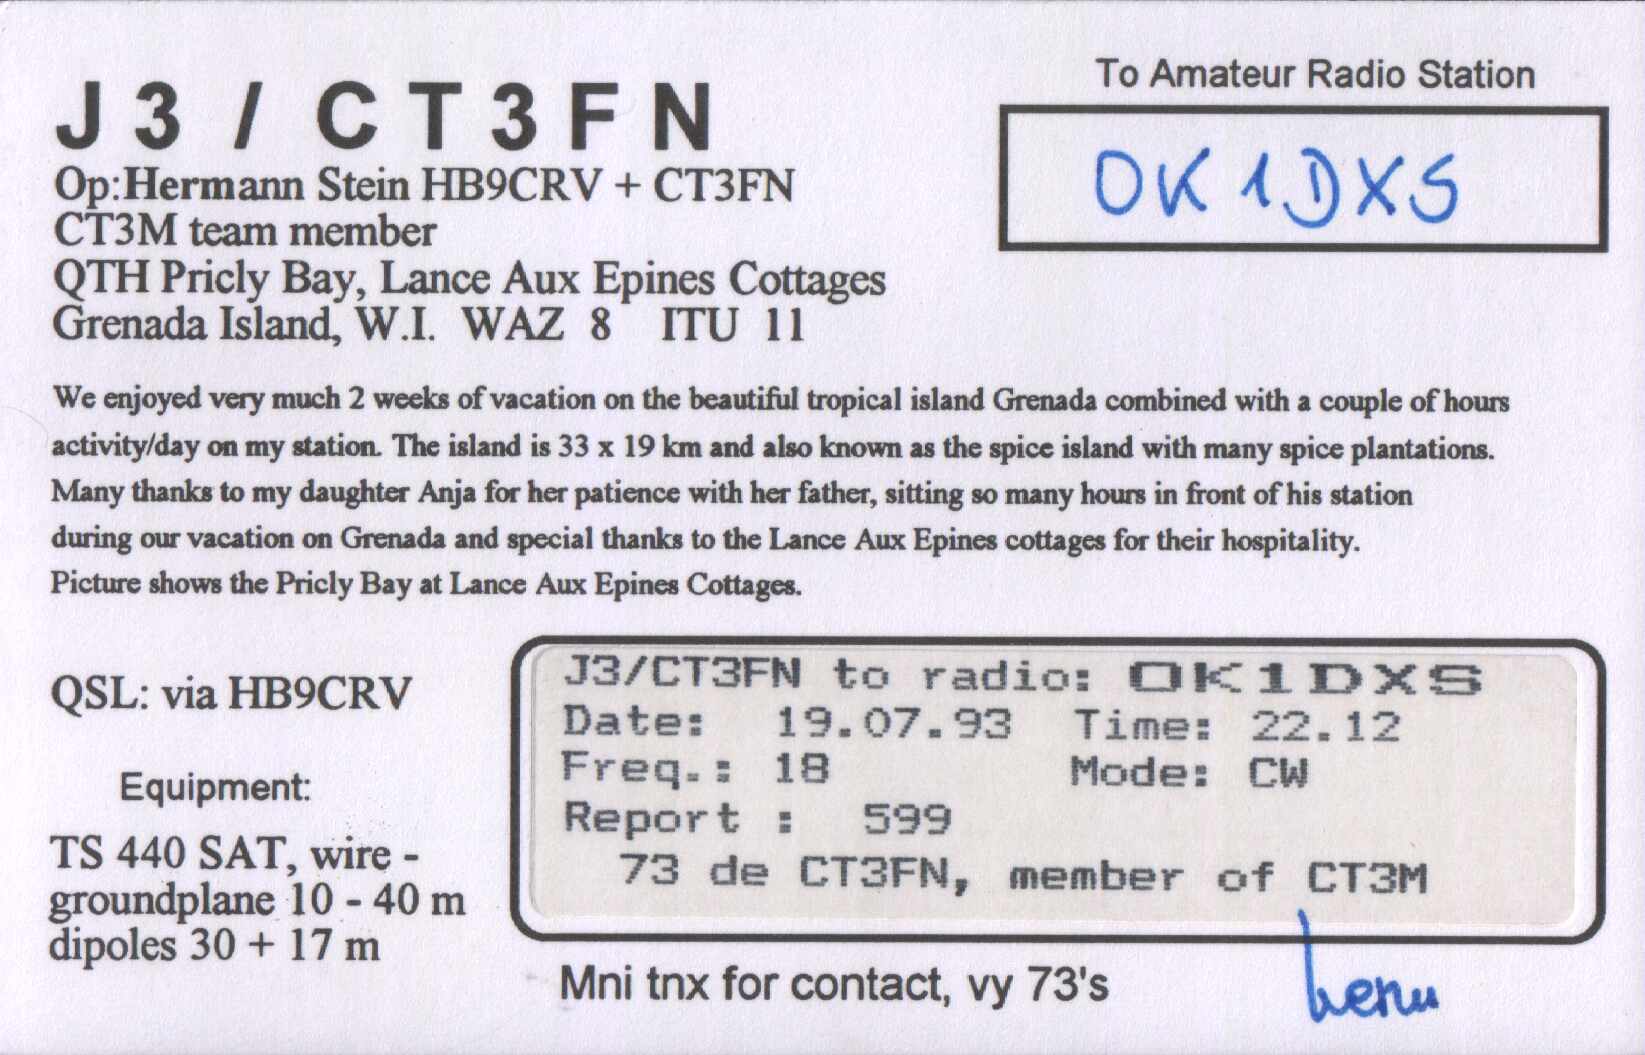 J3/CT3FN
Op:Hermann Stein HB9CRV + CT3FN
CT3M team member
QTH Pricly Bay, Lance Aux Epines Cottages
Grenada Island, W.I. WAZ 8 ITU 11
To Amateur Radio Station
OK1DXS
We enjoyed very much 2 weeks of vacation on the beautiful tropical island Grenada combined with a couple of hours
activity/day on my station. The island is 33 x 19 km and also known as the spice island with many spice plantations.
Many thanks to my daughter Anja for her patience with her father, sitting so many hours in front of his station
during our vacation on Grenada and special thanks to the Lance Aux Epines cottages for their hospitality.
Picture shows the Pricly Bay at Lance Aux Epines Cottages.
QSL: via HB9CRV
Equipment:
TS 440 SAT, wire -
groundplane 10 - 40 m
dipoles 30 + 17 m
J3/CT3FN to radio: OK1DXS
Date: 19.07.93 Time: 22.12
Freq.: 18 Mode: CW
Report : 599
73 de CT3FN, member of CT3M
Mni tnx for contact, vy 73's